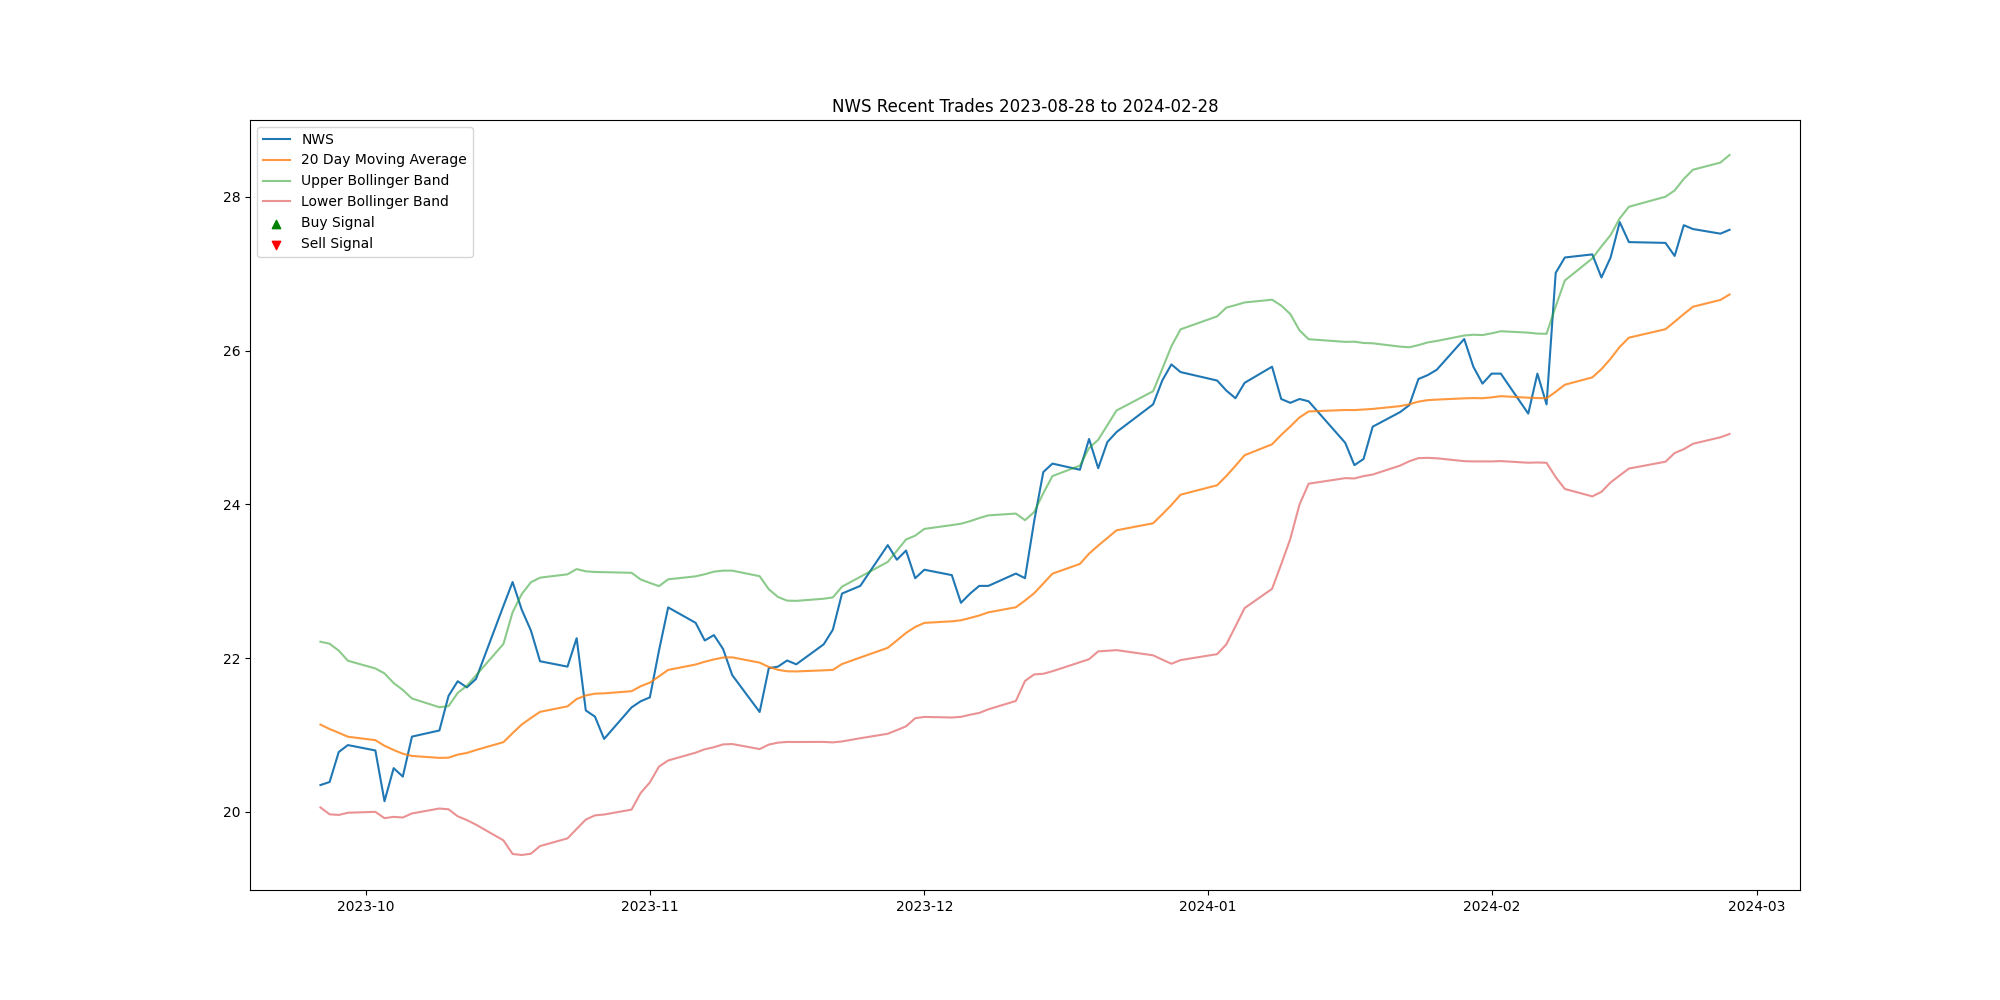 NWS Recent Trades 2023-08-28 to 2024-02-28
NWS
20 Day Moving Average
Upper Bollinger Band
Lower Bollinger Band
Buy Signal
Sell Signal
28
26
24
22
20
2023-10
2023-11
2023-12
2024-01
2024-02
2024-03